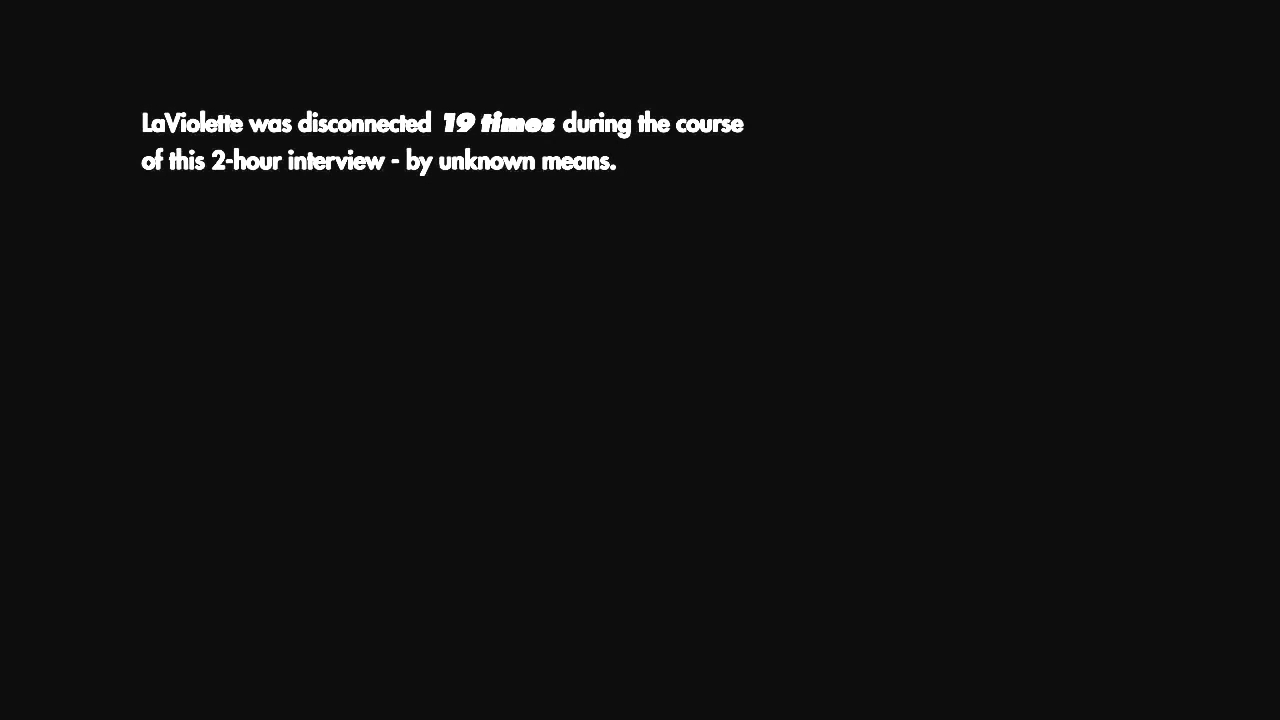 LaViolette was disconnected 19 times during the course
of this 2-hour interview - by unknown means.